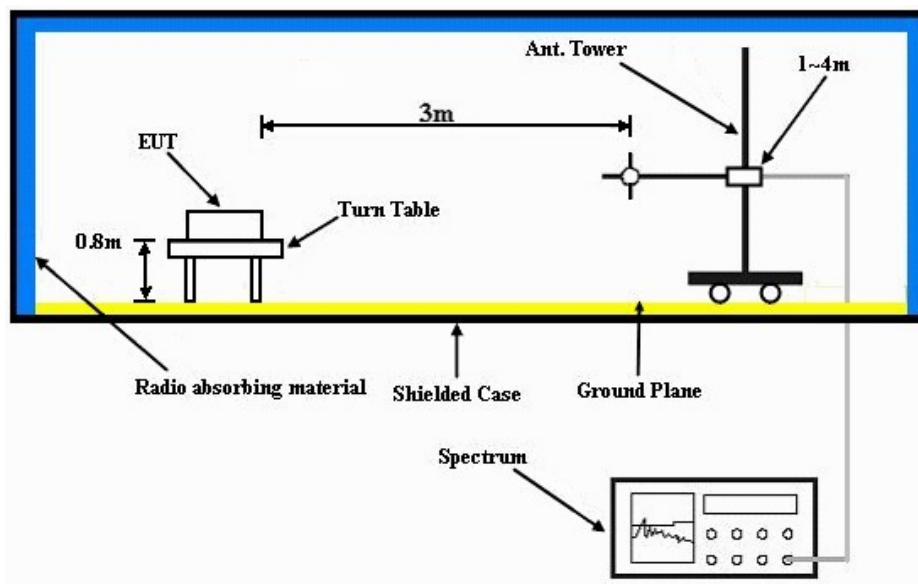 Ant. Tower
1~4m
3m
EUT
Turn Table
0.8m
Radio absorbing material
Shielded Case
Ground Plane
Spectrum